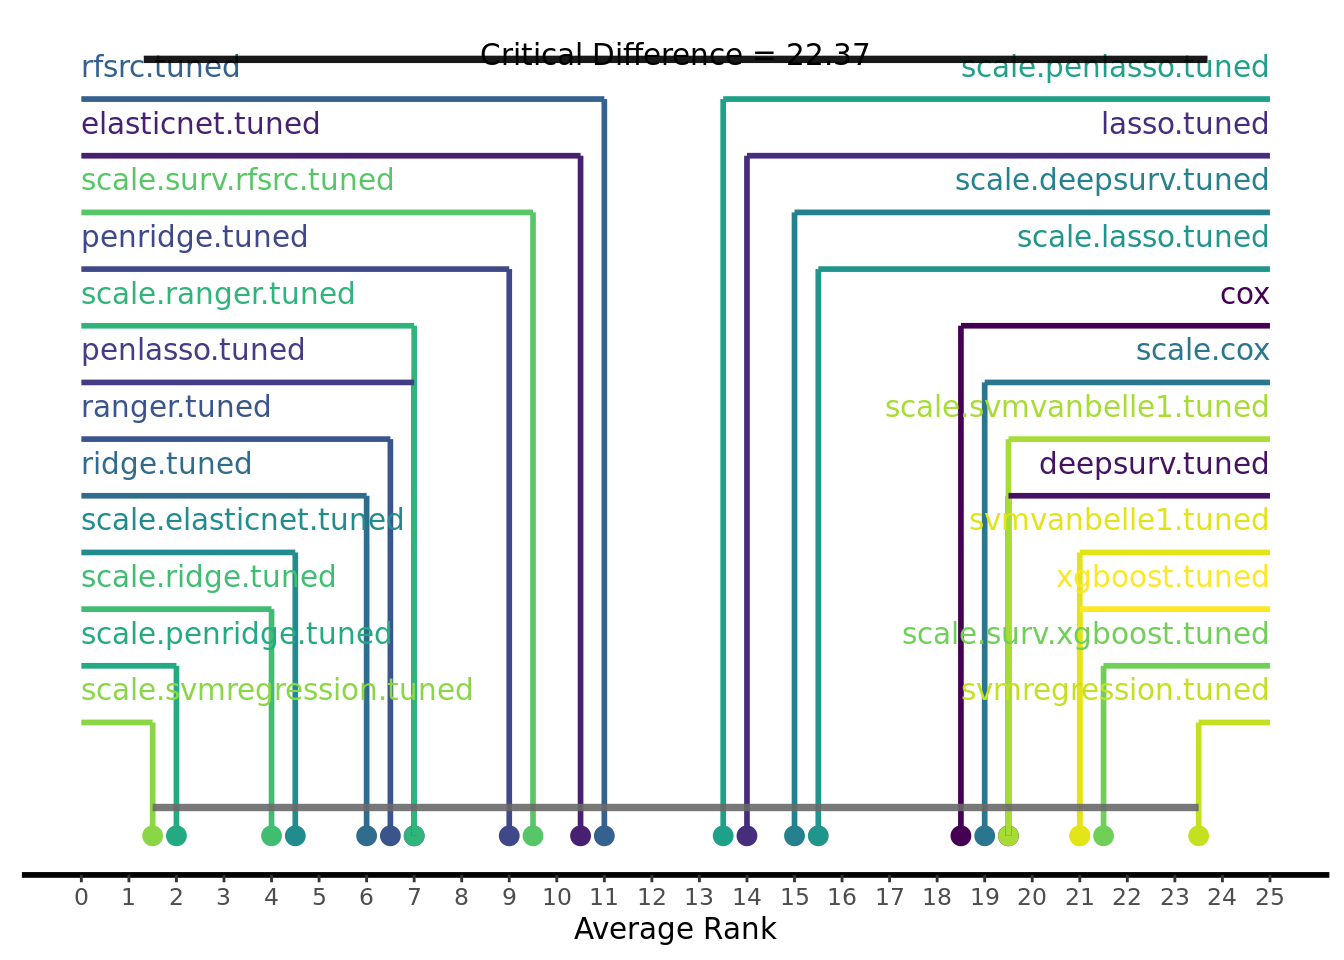 Critical Difference = 22.37
rfsrc.tuned
scale.penlasso.tuned
elasticnet.tuned
lasso.tuned
scale.surv.rfsrc.tuned
scale.deepsurv.tuned
penridge.tuned
scale.lasso.tuned
scale.ranger.tuned
cox
penlasso.tuned
scale.cox
ranger.tuned
scale.svmvanbelle1.tuned
ridge.tuned
deepsurv.tuned
scale.elasticnet.tuned
svmvanbelle1.tuned
scale.ridge.tuned
xgboost.tuned
scale.penridge.tuned
scale.surv.xgboost.tuned
scale.svmregression.tuned
svmregression.tuned
0 1 2 3 4 5 6 7 8 9 10 11 12 13 14 15 16 17 18 19 20 21 22 23 24 25
Average Rank